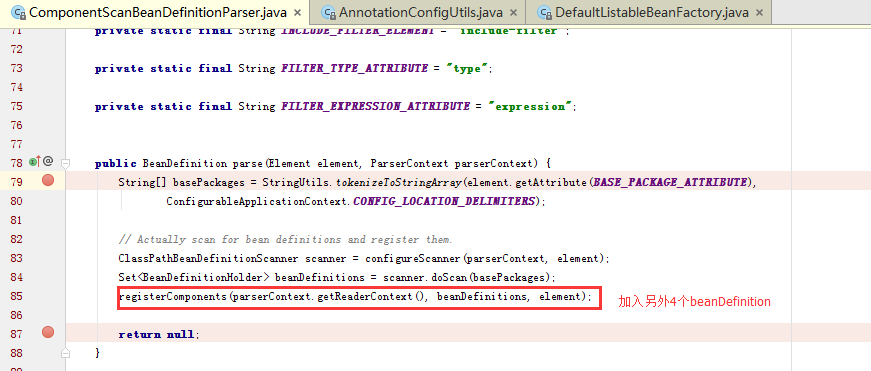 ComponentScanBeanDefinitionParser.java × AnnotationConfigUtils.java × DefaultListableBeanFactory.java ×
71 private static final String INCLUDE_FILTER_ELEMENT = "include-filter";
72
73 private static final String FILTER_TYPE_ATTRIBUTE = "type";
74
75 private static final String FILTER_EXPRESSION_ATTRIBUTE = "expression";
76
77
78 @ public BeanDefinition parse(Element element, ParserContext parserContext) {
79 String[] basePackages = StringUtils.tokenizeToStringArray(element.getAttribute(BASE_PACKAGE_ATTRIBUTE),
80 ConfigurableApplicationContext.CONFIG_LOCATION_DELIMITERS);
81
82 // Actually scan for bean definitions and register them.
83 ClassPathBeanDefinitionScanner scanner = configureScanner(parserContext, element);
84 Set<BeanDefinitionHolder> beanDefinitions = scanner.doScan(basePackages);
85 registerComponents(parserContext.getReaderContext(), beanDefinitions, element); 加入另外4个beanDefinition
86
87 return null;
88 }